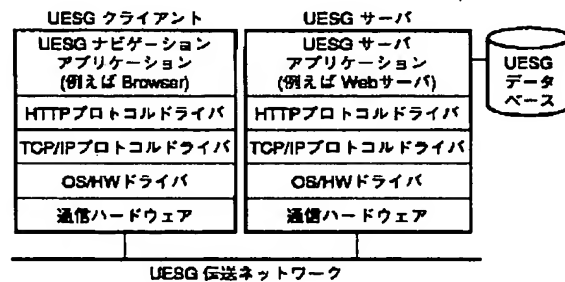 UESG クライアント
UESG ナビゲーション
アプリケーション
(例えば Browser)
HTTPプロトコルドライバ
TCP/IPプロトコルドライバ
OS/HWドライバ
通信ハードウェア
UESG サーバ
UESG サーバ
アプリケーション
(例えば Webサーバ)
HTTPプロトコルドライバ
TCP/IPプロトコルドライバ
OS/HWドライバ
通信ハードウェア
UESG
データ
ベース
UESG 伝送ネットワーク